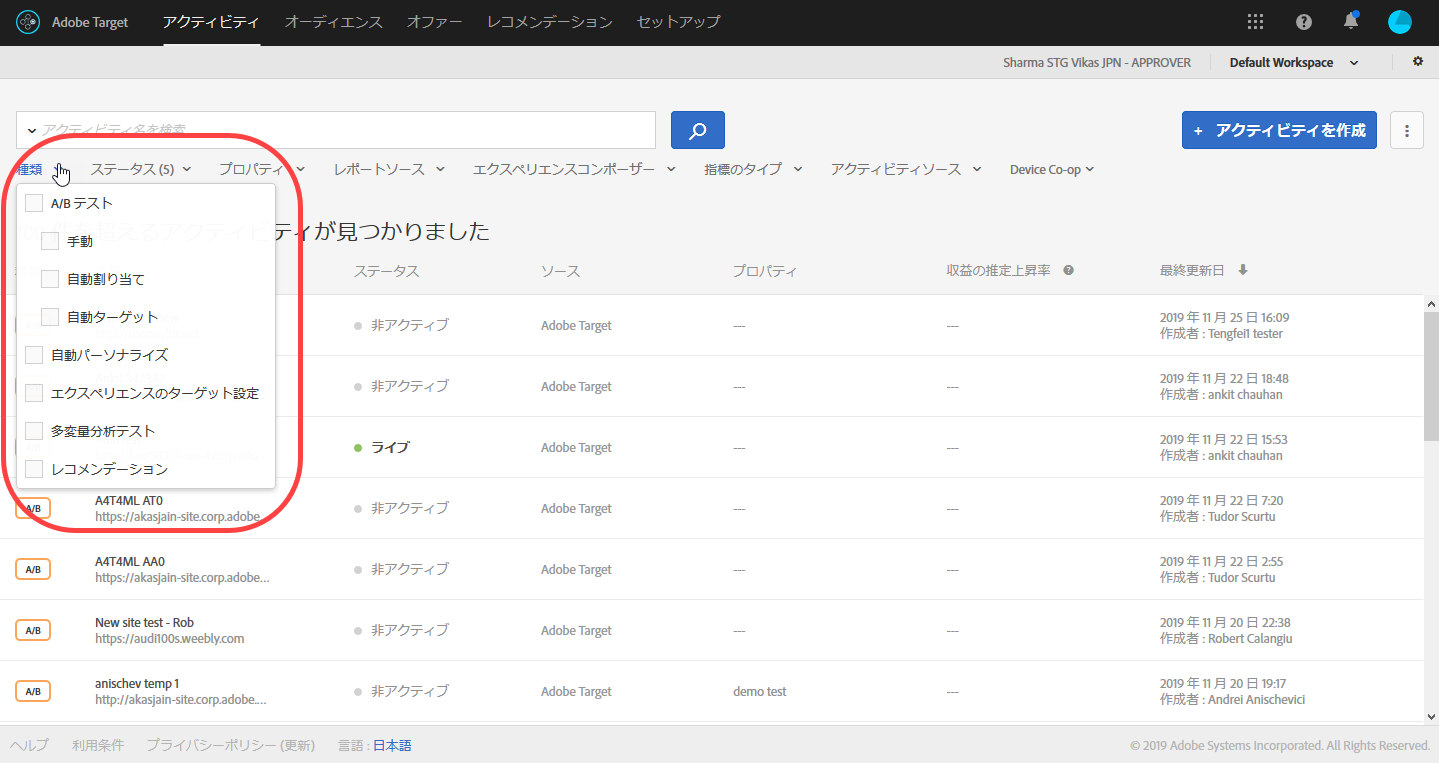 Adobe Target アクティビティ オーディエンス オファー レコメンデーション セットアップ
Sharma STG Vikas JPN - APPROVER Default Workspace
アクティビティ名を検索
+ アクティビティを作成
種類 ステータス (5) プロパティ レポートソース エクスペリエンスコンポーザー 指標のタイプ アクティビティソース Device Co-op
A/B テスト
手動
自動割り当て
自動ターゲット
自動パーソナライズ
エクスペリエンスのターゲット設定
多変量分析テスト
レコメンデーション
を超えるアクティビティが見つかりました
ステータス ソース プロパティ 収益の推定上昇率 最終更新日
非アクティブ Adobe Target --- --- 2019 年 11 月 25 日 16:09
作成者 : Tengfei1 tester
非アクティブ Adobe Target --- --- 2019 年 11 月 22 日 18:48
作成者 : ankit chauhan
ライブ Adobe Target --- --- 2019 年 11 月 22 日 15:53
作成者 : ankit chauhan
A/B A4T4ML AT0 非アクティブ Adobe Target --- --- 2019 年 11 月 22 日 7:20
https://akasjain-site.corp.adobe... 作成者 : Tudor Scurtu
A/B A4T4ML AA0 非アクティブ Adobe Target --- --- 2019 年 11 月 22 日 2:55
https://akasjain-site.corp.adobe... 作成者 : Tudor Scurtu
A/B New site test - Rob 非アクティブ Adobe Target --- --- 2019 年 11 月 20 日 22:38
https://audi100s.weebly.com 作成者 : Robert Calangiu
A/B anischev temp 1 非アクティブ Adobe Target demo test --- 2019 年 11 月 20 日 19:17
http://akasjain-site.corp.adobe.... 作成者 : Andrei Anischevici
ヘルプ 利用条件 プライバシーポリシー (更新) 言語 : 日本語 © 2019 Adobe Systems Incorporated. All Rights Reserved.